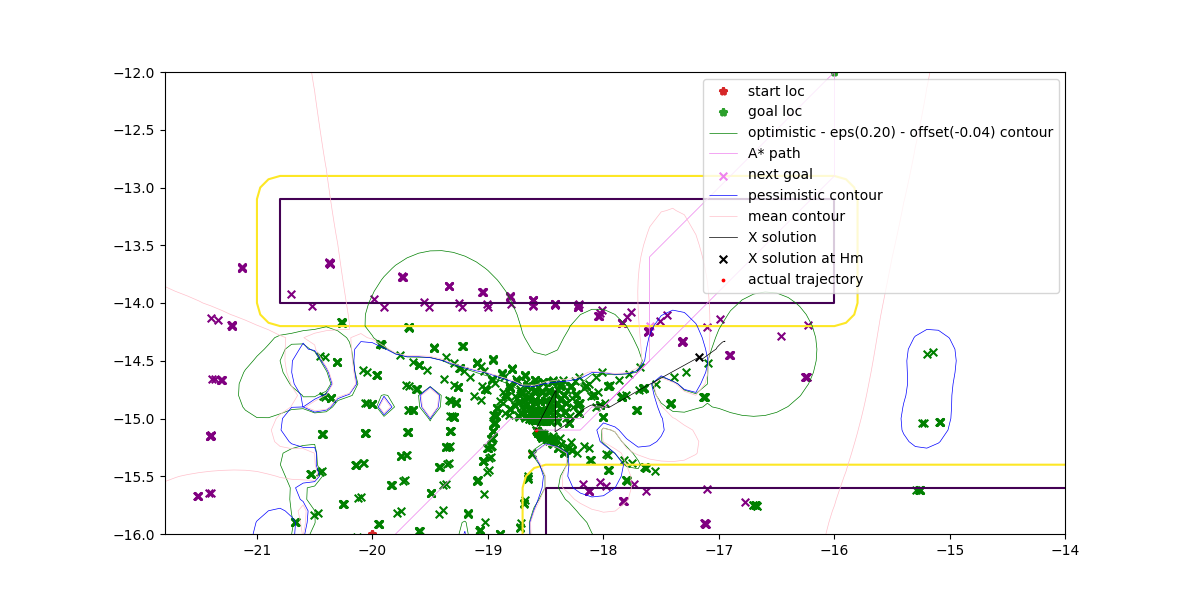 −12.0
−12.5
−13.0
−13.5
−14.0
−14.5
−15.0
−15.5
−16.0
start loc
goal loc
optimistic - eps(0.20) - offset(-0.04) contour
A* path
next goal
pessimistic contour
mean contour
X solution
X solution at Hm
actual trajectory
−21 −20 −19 −18 −17 −16 −15 −14